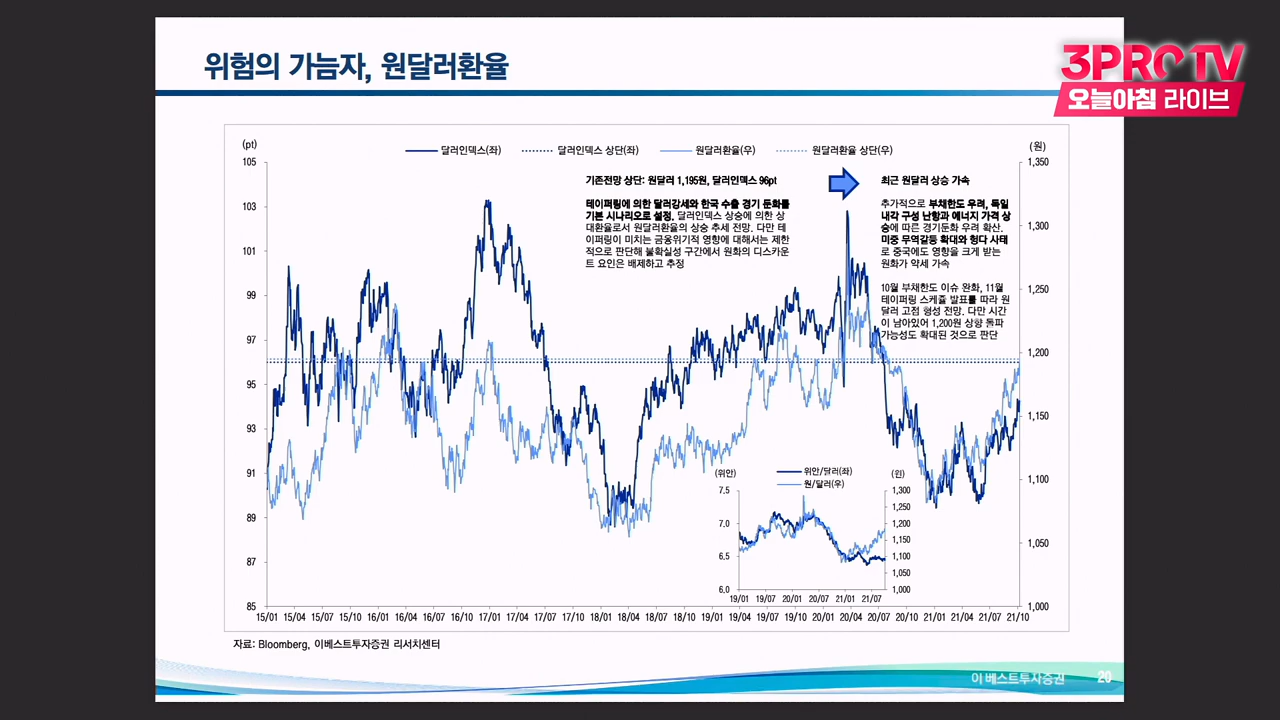 위험의 가늠자, 원달러환율
3PROTV
오늘아침 라이브
(pt)
(원)
달러인덱스(좌) 달러인덱스 상단(좌) 원달러환율(우) 원달러환율 상단(우)
105
103
101
99
97
95
93
91
89
87
85
1,350
1,300
1,250
1,200
1,150
1,100
1,050
1,000
기존전망 상단: 원달러 1,195원, 달러인덱스 96pt
테이퍼링에 의한 달러강세와 한국 수출 경기 둔화를
기본 시나리오로 설정. 달러인덱스 상승에 의한 상
대환율로서 원달러환율의 상승 추세 전망. 다만 테
이퍼링이 미치는 금융위기적 영향에 대해서는 제한
적으로 판단해 불확실성 구간에서 원화의 디스카운
트 요인은 배제하고 추정
최근 원달러 상승 가속
추가적으로 부채한도 우려, 독일
내각 구성 난항과 에너지 가격 상
승에 따른 경기둔화 우려 확산.
미중 무역갈등 확대와 헝다 사태
로 중국에도 영향을 크게 받는
원화가 약세 가속
10월 부채한도 이슈 완화, 11월
테이퍼링 스케쥴 발표를 따라 원
달러 고점 형성 전망. 다만 시간
이 남아있어 1,200원 상향 돌파
가능성도 확대된 것으로 판단
(위안)
위안/달러(좌)
원/달러(우)
(원)
7.5
7.0
6.5
6.0
1,300
1,250
1,200
1,150
1,100
1,050
1,000
19/01 19/07 20/01 20/07 21/01 21/07
15/01 15/04 15/07 15/10 16/01 16/04 16/07 16/10 17/01 17/04 17/07 17/10 18/01 18/04 18/07 18/10 19/01 19/04 19/07 19/10 20/01 20/04 20/07 20/10 21/01 21/04 21/07 21/10
자료: Bloomberg, 이베스트투자증권 리서치센터
이베스트투자증권 20